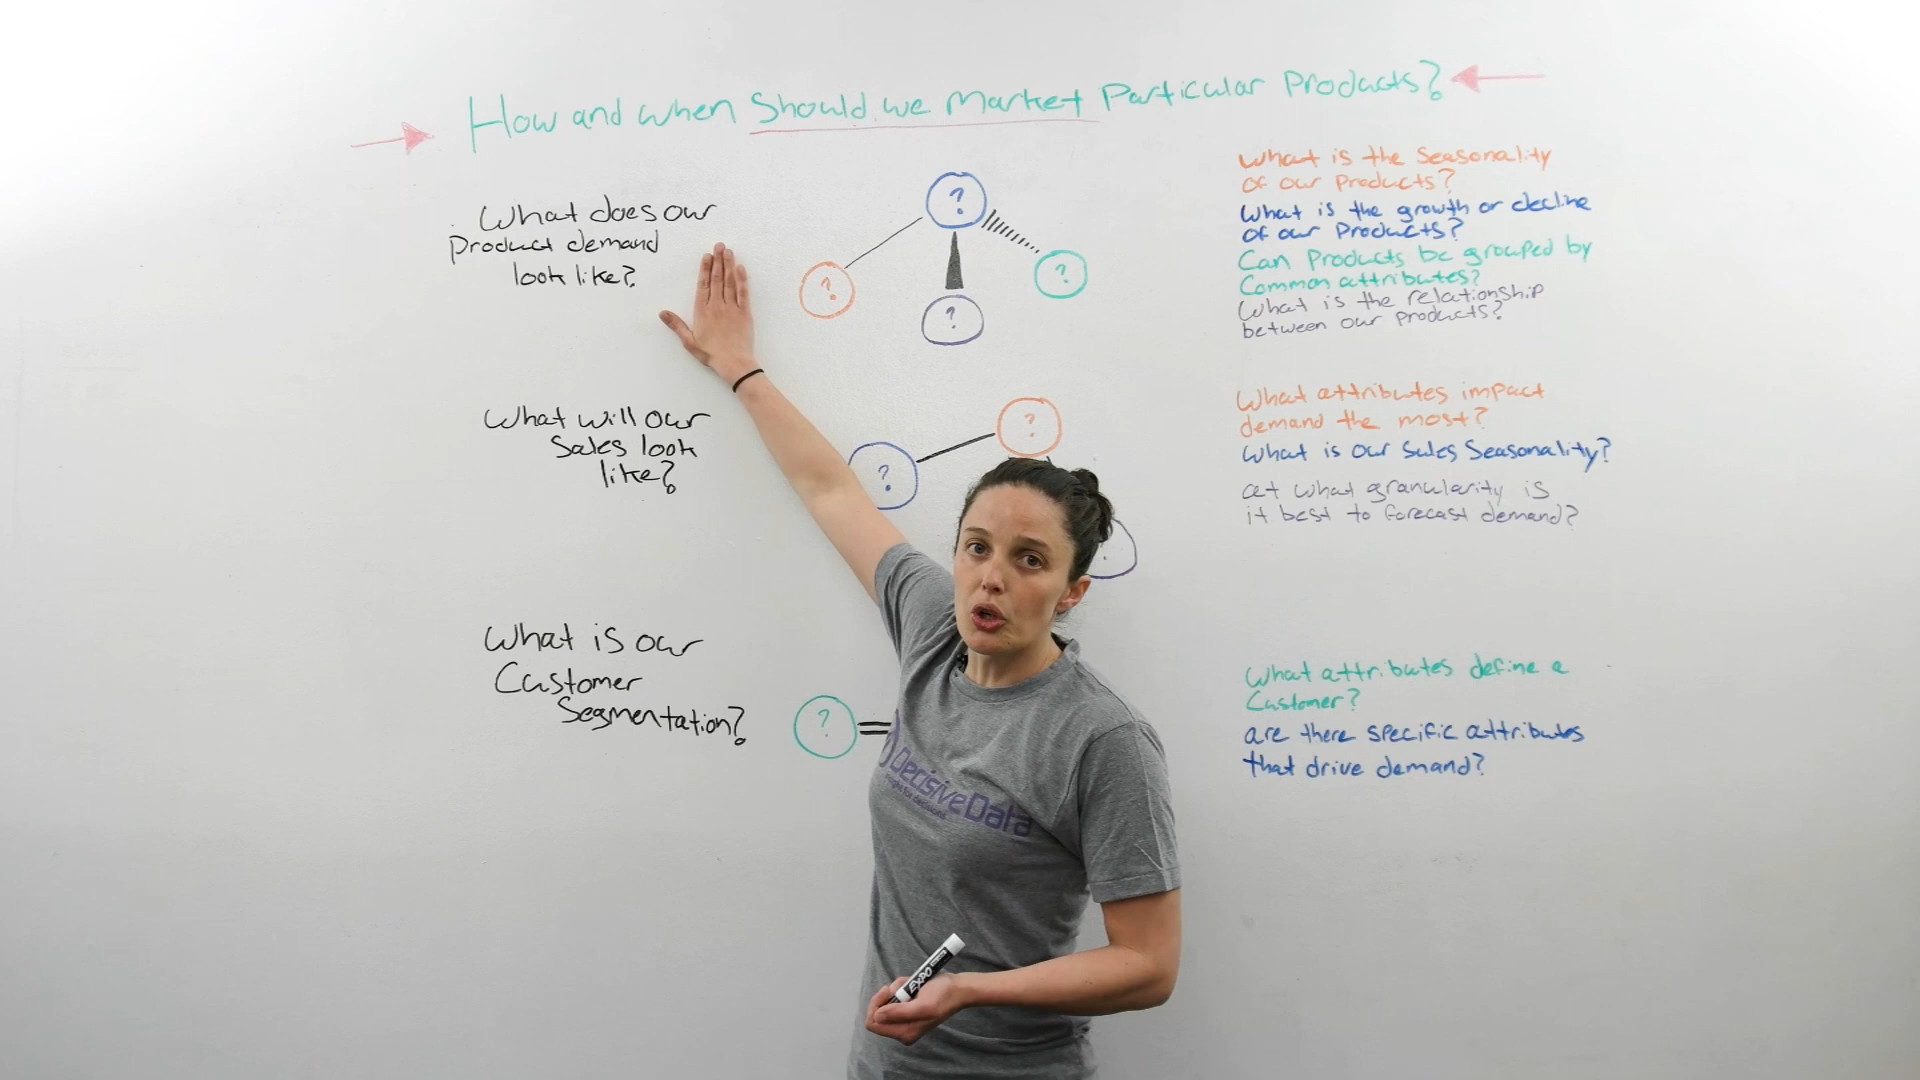 How and when Should we Market Particular Products?
What does our
Product demand
look like?
?
?
?
?
What is the Seasonality
of our Products?
What is the growth or decline
of our Products?
Can Products be grouped by
Common attributes?
What is the relationship
between our products?
What will our
Sales look
like?
?
?
What attributes impact
demand the most?
What is our Sales Seasonality?
at what granularity is
it best to forecast demand?
What is our
Customer
Segmentation?
?
What attributes define a
Customer?
are there specific attributes
that drive demand?
DecisiveData
EXPO